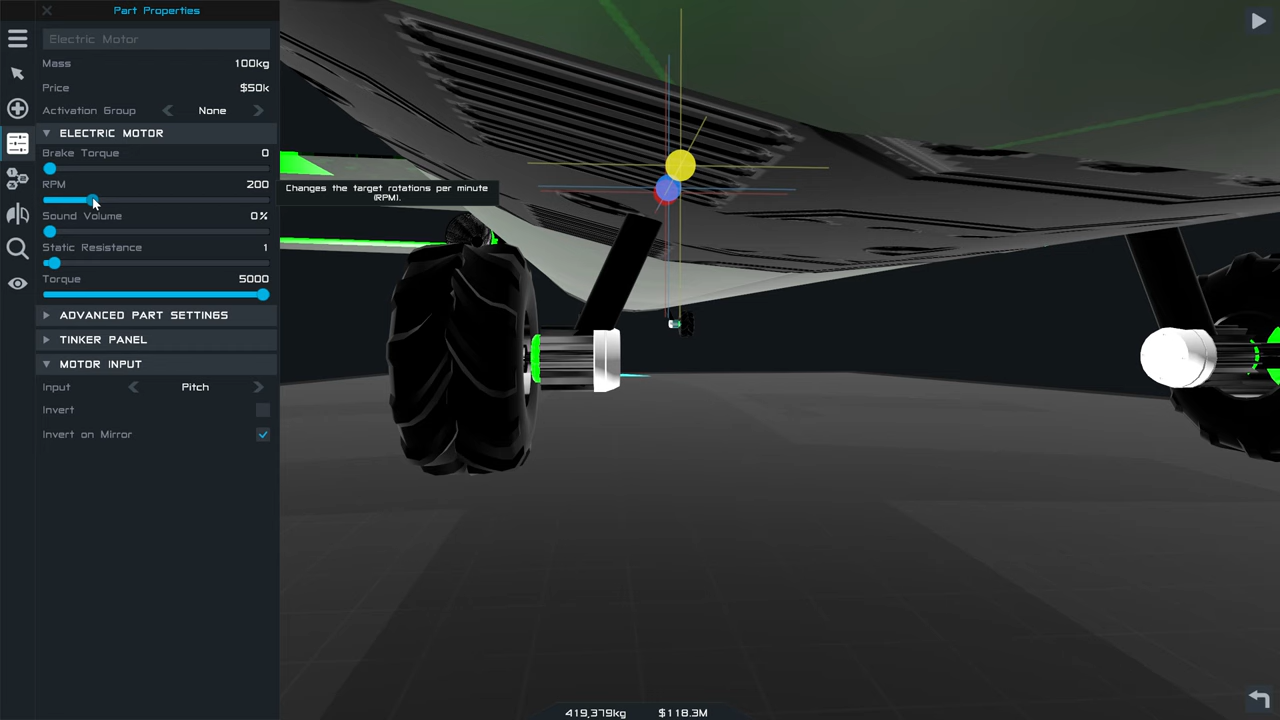 Part Properties
Electric Motor
Mass 100kg
Price $50k
Activation Group None
ELECTRIC MOTOR
Brake Torque 0
RPM 200
Changes the target rotations per minute
(RPM).
Sound Volume 0%
Static Resistance 1
Torque 5000
ADVANCED PART SETTINGS
TINKER PANEL
MOTOR INPUT
Input Pitch
Invert
Invert on Mirror
419,379kg $118.3M